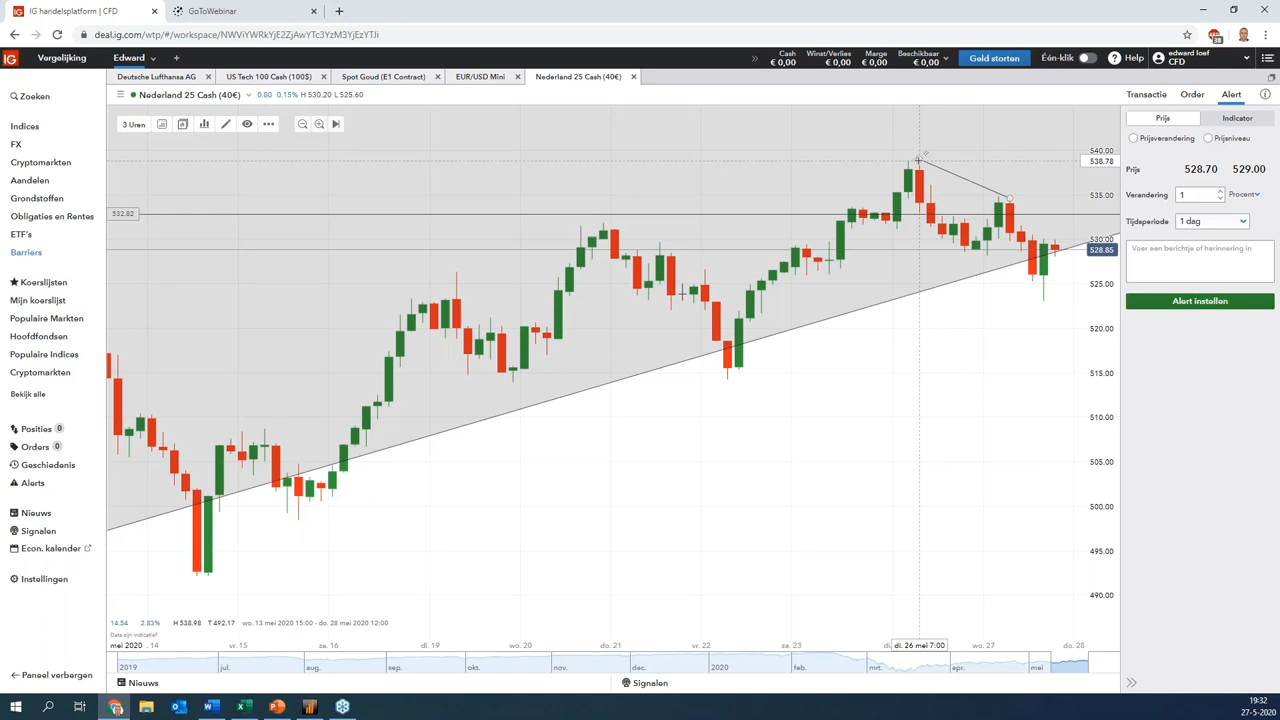 IG handelsplatform | CFD
GoToWebinar
deal.ig.com/wtp/#/workspace/NWViYWRkYjE2ZjAwYTc3YzM3YjEzYTJi
38
IG
Vergelijking
Edward
Cash
€ 0,00
Winst/Verlies
€ 0,00
Marge
€ 0,00
Beschikbaar
€ 0,00
Geld storten
Één-klik
Help
edward loef
CFD
Deutsche Lufthansa AG
US Tech 100 Cash (100$)
Spot Goud (E1 Contract)
EUR/USD Mini
Nederland 25 Cash (40€)
Zoeken
Indices
FX
Cryptomarkten
Aandelen
Grondstoffen
Obligaties en Rentes
ETF's
Barriers
Koerslijsten
Mijn koerslijst
Populaire Markten
Hoofdfondsen
Populaire Indices
Cryptomarkten
Bekijk alle
Posities 0
Orders 0
Geschiedenis
Alerts
Nieuws
Signalen
Econ. kalender
Instellingen
Paneel verbergen
Nederland 25 Cash (40€) 0.80 0.15% H 530.20 L 525.60
3 Uren
532.82
540.00
538.78
535.00
530.00
528.85
525.00
520.00
515.00
510.00
505.00
500.00
495.00
490.00
14.54 2.83% H 538.98 T 492.17 wo. 13 mei 2020 15:00 - do. 28 mei 2020 12:00
Data zijn indicatief
mei 2020 . 14 vr. 15 za. 16 di. 19 wo. 20 do. 21 vr. 22 za. 23 di. 26 mei 7:00 wo. 27 do. 28
2019 jul. aug. sep. okt. nov. dec. 2020 feb. mrt. apr. mei
Nieuws
Signalen
Transactie
Order
Alert
Prijs
Indicator
Prijsverandering
Prijsniveau
Prijs 528.70 529.00
Verandering 1 Procent
Tijdsperiode 1 dag
Voer een berichtje of herinnering in
Alert instellen
19:32
27-5-2020